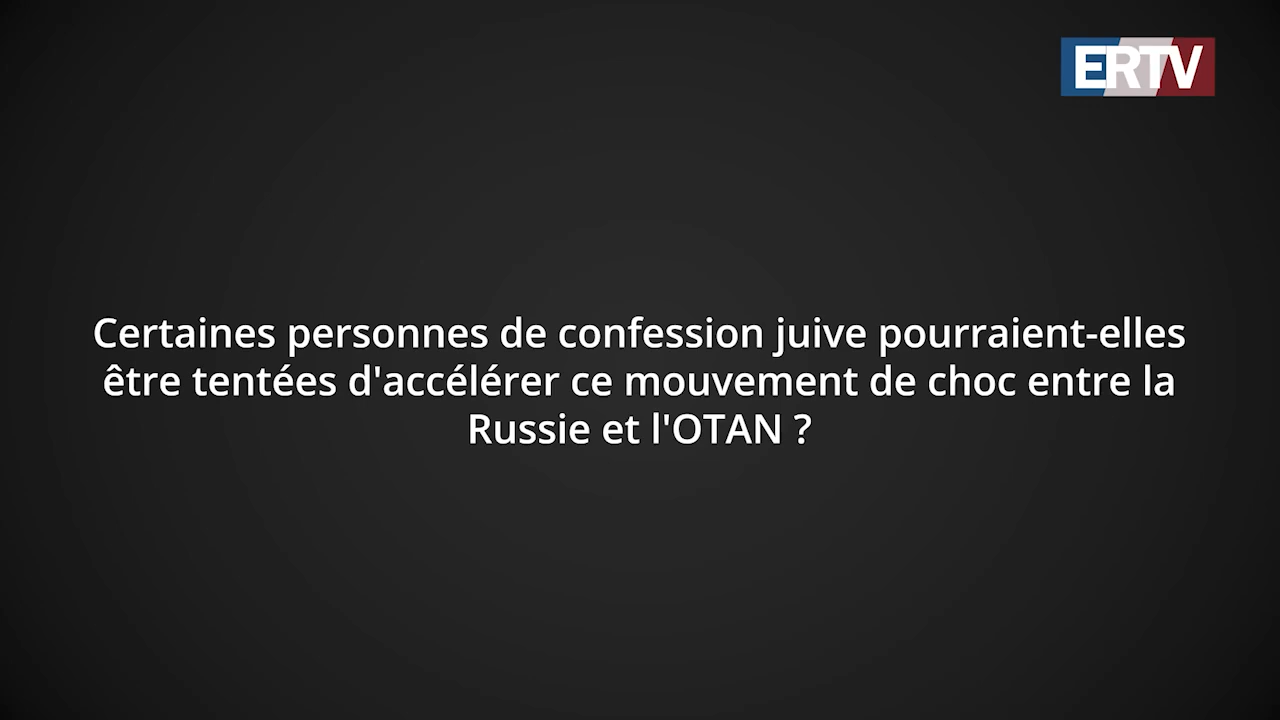 ERTV
Certaines personnes de confession juive pourraient-elles
être tentées d'accélérer ce mouvement de choc entre la
Russie et l'OTAN ?